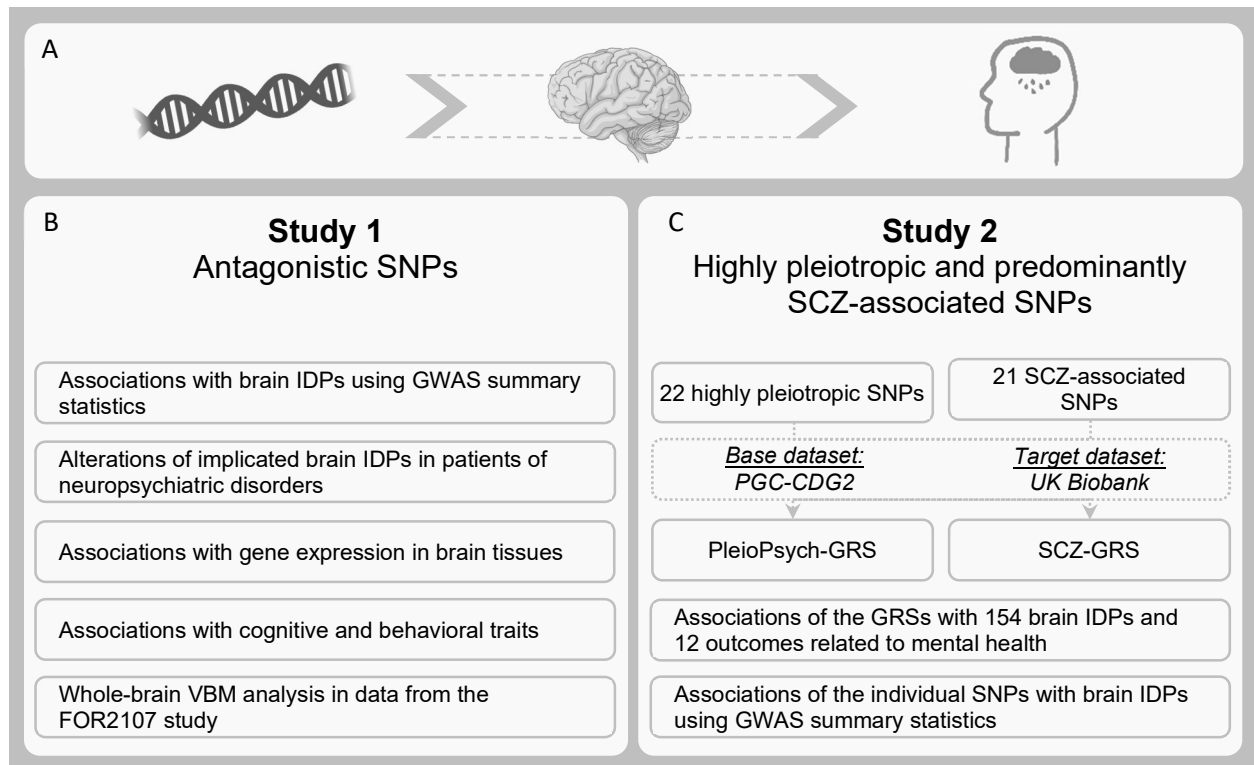 A
B
Study 1
Antagonistic SNPs
Associations with brain IDPs using GWAS summary
statistics
Alterations of implicated brain IDPs in patients of
neuropsychiatric disorders
Associations with gene expression in brain tissues
Associations with cognitive and behavioral traits
Whole-brain VBM analysis in data from the
FOR2107 study
C
Study 2
Highly pleiotropic and predominantly
SCZ-associated SNPs
22 highly pleiotropic SNPs
21 SCZ-associated
SNPs
Base dataset:
PGC-CDG2
Target dataset:
UK Biobank
PleioPsych-GRS
SCZ-GRS
Associations of the GRSs with 154 brain IDPs and
12 outcomes related to mental health
Associations of the individual SNPs with brain IDPs
using GWAS summary statistics